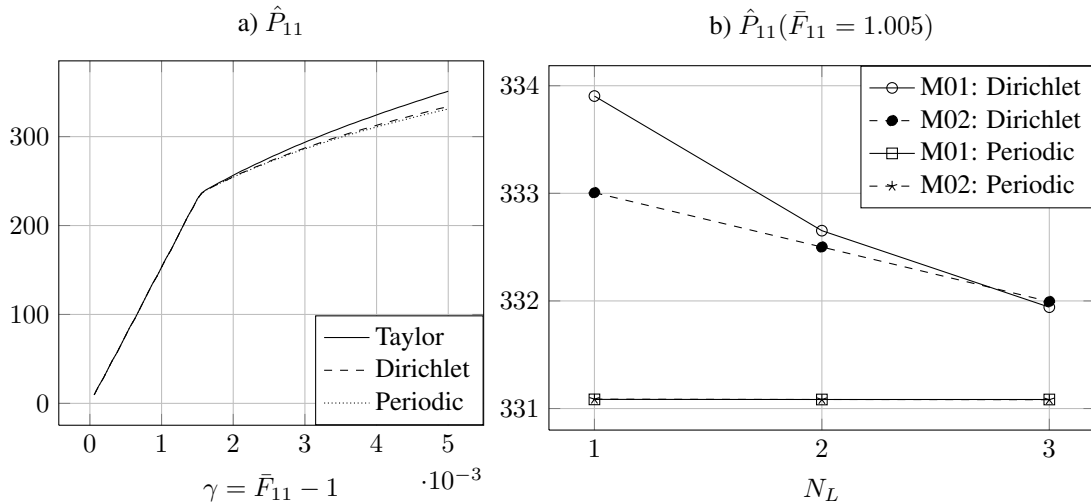 a) P̂₁₁
300
200
100
0
0 1 2 3 4 5
·10⁻³
γ = F̄₁₁ − 1
Taylor
Dirichlet
Periodic
b) P̂₁₁(F̄₁₁ = 1.005)
334
333
332
331
1 2 3
N_L
M01: Dirichlet
M02: Dirichlet
M01: Periodic
M02: Periodic